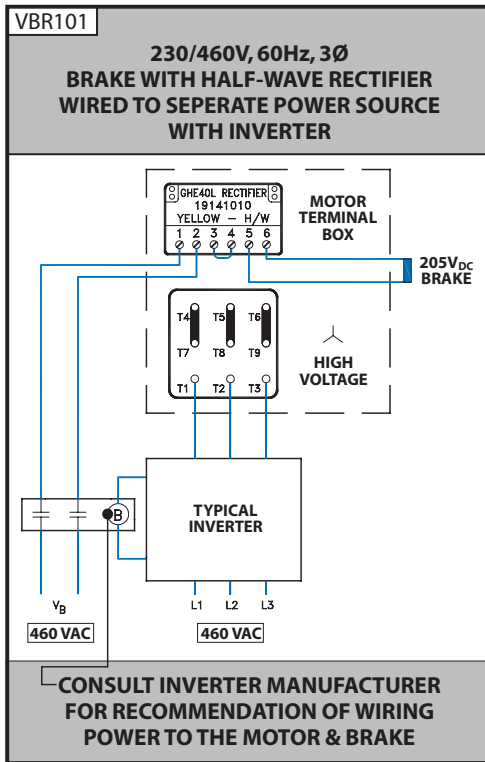 VBR101
230/460V, 60Hz, 3Ø
BRAKE WITH HALF-WAVE RECTIFIER
WIRED TO SEPERATE POWER SOURCE
WITH INVERTER
GHE40L RECTIFIER
19141010
YELLOW – H/W
1 2 3 4 5 6
MOTOR
TERMINAL
BOX
205VDC
BRAKE
T4 T5 T6
T7 T8 T9
T1 T2 T3
HIGH
VOLTAGE
B
TYPICAL
INVERTER
VB
L1 L2 L3
460 VAC
460 VAC
CONSULT INVERTER MANUFACTURER
FOR RECOMMENDATION OF WIRING
POWER TO THE MOTOR & BRAKE